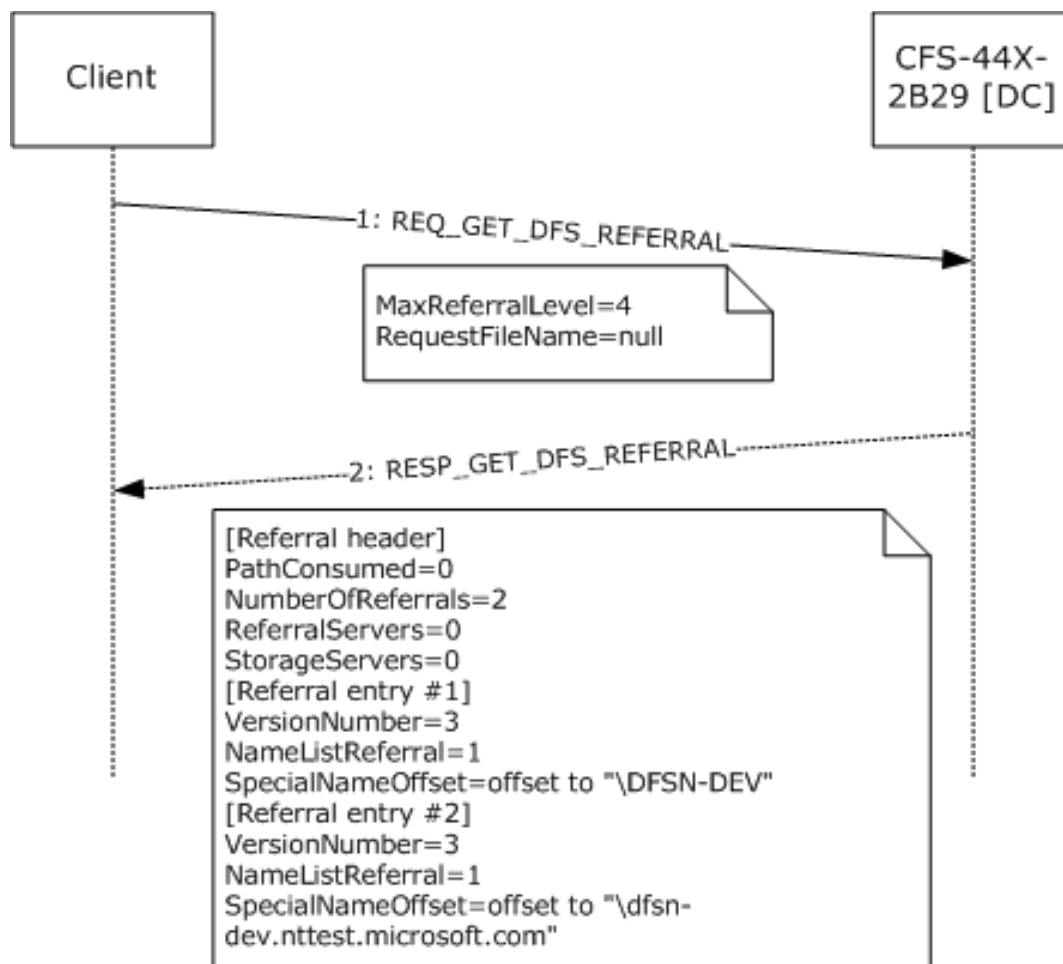 Client
CFS-44X-
2B29 [DC]
1: REQ_GET_DFS_REFERRAL
MaxReferralLevel=4
RequestFileName=null
2: RESP_GET_DFS_REFERRAL
[Referral header]
PathConsumed=0
NumberOfReferrals=2
ReferralServers=0
StorageServers=0
[Referral entry #1]
VersionNumber=3
NameListReferral=1
SpecialNameOffset=offset to "\DFSN-DEV"
[Referral entry #2]
VersionNumber=3
NameListReferral=1
SpecialNameOffset=offset to "\dfsn-
dev.nttest.microsoft.com"